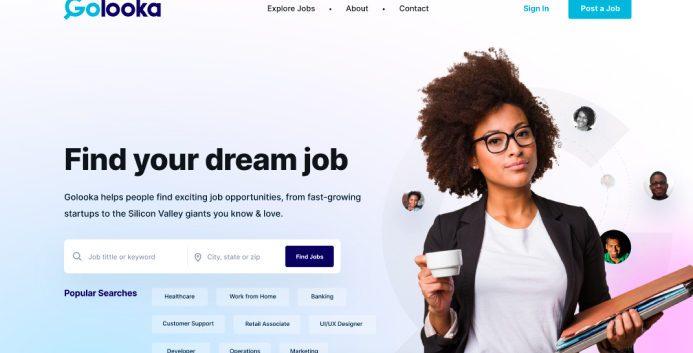 Golooka
Explore Jobs • About • Contact
Sign In
Post a Job
Find your dream job
Golooka helps people find exciting job opportunities, from fast-growing
startups to the Silicon Valley giants you know & love.
Job tittle or keyword
City, state or zip
Find Jobs
Popular Searches
Healthcare
Work from Home
Banking
Customer Support
Retail Associate
UI/UX Designer
Developer
Operations
Marketing